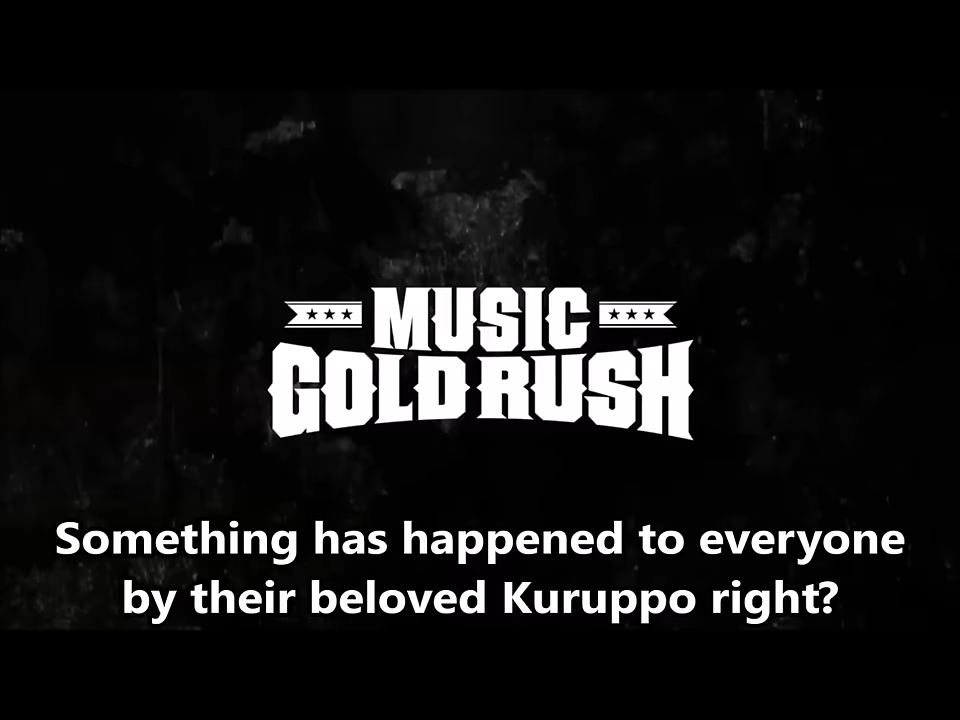 MUSIC
GOLD RUSH
Something has happened to everyone
by their beloved Kuruppo right?